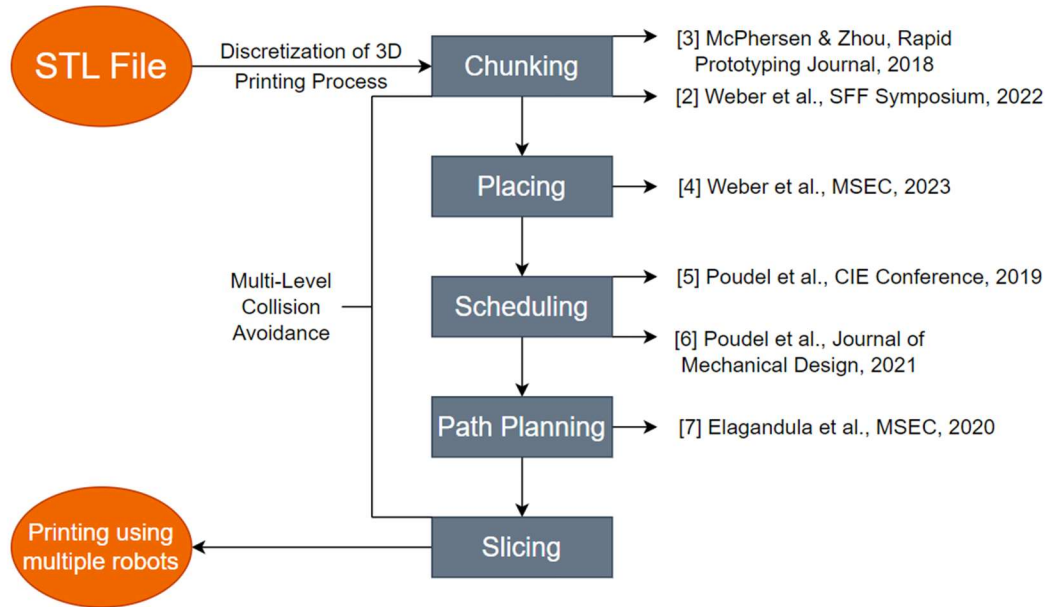 STL File
Discretization of 3D
Printing Process
Chunking
[3] McPhersen & Zhou, Rapid
Prototyping Journal, 2018
[2] Weber et al., SFF Symposium, 2022
Placing
[4] Weber et al., MSEC, 2023
Multi-Level
Collision
Avoidance
Scheduling
[5] Poudel et al., CIE Conference, 2019
[6] Poudel et al., Journal of
Mechanical Design, 2021
Path Planning
[7] Elagandula et al., MSEC, 2020
Slicing
Printing using
multiple robots